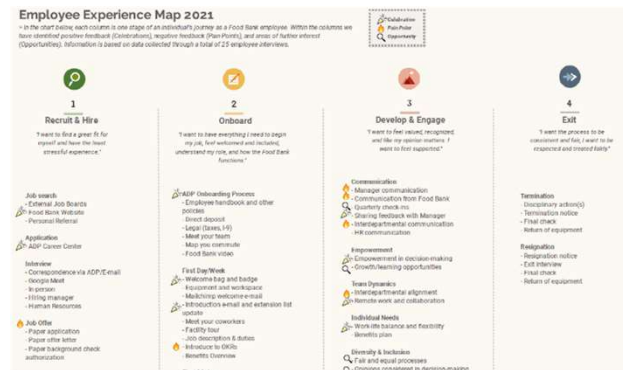 Employee Experience Map 2021
> In the chart below, each column is one stage of an individual's journey as a Food Bank employee. Within the columns we
have identified positive feedback (Celebrations), negative feedback (Pain-Points), and areas of further interest
(Opportunities). Information is based on data collected through a total of 25 employee interviews.
Celebration
Pain-Point
Opportunity
1
Recruit & Hire
"I want to find a great fit for
myself and have the least
stressful experience."
Job search
- External Job Boards
- Food Bank Website
- Personal Referral
Application
- ADP Career Center
Interview
- Correspondence via ADP/E-mail
- Google Meet
- In-person
- Hiring manager
- Human Resources
Job Offer
- Paper application
- Paper offer letter
- Paper background check
authorization
2
Onboard
"I want to have everything I need to begin
my job, feel welcomed and included,
understand my role, and how the Food Bank
functions."
ADP Onboarding Process
- Employee handbook and other
policies
- Direct deposit
- Legal (taxes, I-9)
- Meet your team
- Map you commute
- Food Bank video
First Day/Week
- Welcome bag and badge
- Equipment and workspace
- Mailchimp welcome e-mail
- Introduction e-mail and extension list
update
- Meet your coworkers
- Facility tour
- Job description & duties
- Introduce to OKRs
- Benefits Overview
3
Develop & Engage
"I want to feel valued, recognized,
and like my opinion matters. I
want to feel supported."
Communication
- Manager communication
- Communication from Food Bank
- Quarterly check-ins
- Sharing feedback with Manager
- Interdepartmental communication
- HR communication
Empowerment
- Empowerment in decision-making
- Growth/learning opportunities
Team Dynamics
- Interdepartmental alignment
- Remote work and collaboration
Individual Needs
- Work-life balance and flexibility
- Benefits plan
Diversity & Inclusion
- Fair and equal processes
- Opinions considered in decision-making
4
Exit
"I want the process to be
consistent and fair, I want to be
respected and treated fairly."
Termination
- Disciplinary action(s)
- Termination notice
- Final check
- Return of equipment
Resignation
- Resignation notice
- Exit interview
- Final check
- Return of equipment